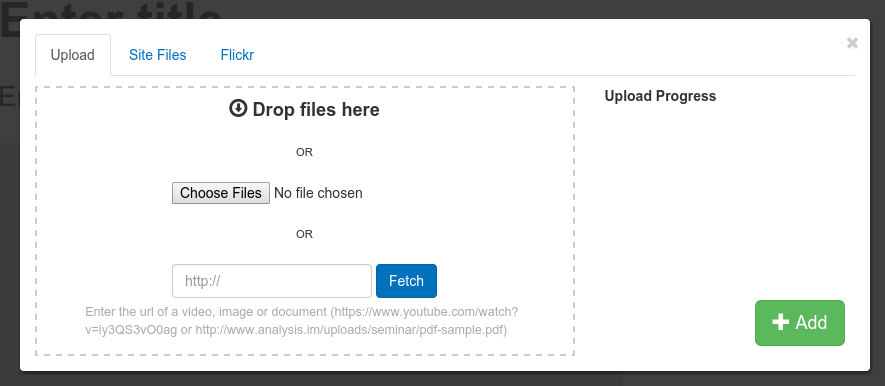 Enter title
Upload
Site Files
Flickr
Drop files here
Upload Progress
OR
Choose Files No file chosen
OR
http:// Fetch
Enter the url of a video, image or document (https://www.youtube.com/watch?
v=iy3QS3vO0ag or http://www.analysis.im/uploads/seminar/pdf-sample.pdf)
Add